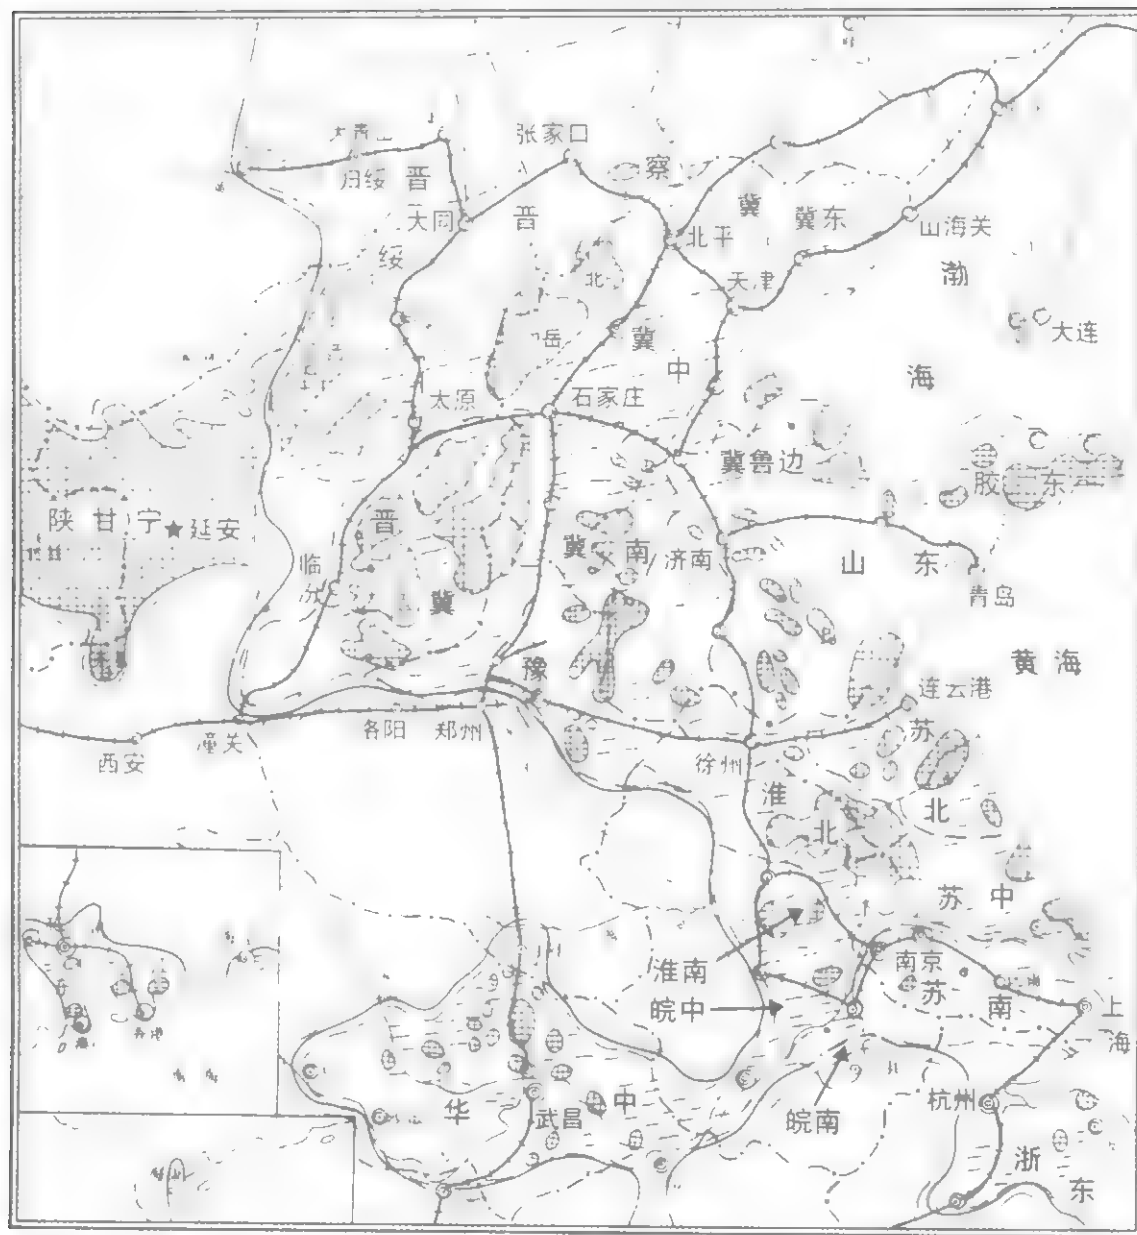 张家口
察
归绥
晋
冀
冀东
大同
晋
北平
山海关
绥
天津
渤
北
大连
岳
冀
中
海
太原
石家庄
冀鲁边
胶东
陕甘宁
★延安
晋
冀
南
济南
山东
临汾
青岛
冀
豫
黄海
连云港
潼关
洛阳
郑州
苏
西安
徐州
淮
北
北
苏中
淮南
南京
皖中
苏
南
上海
华
武昌
中
皖南
杭州
浙
东